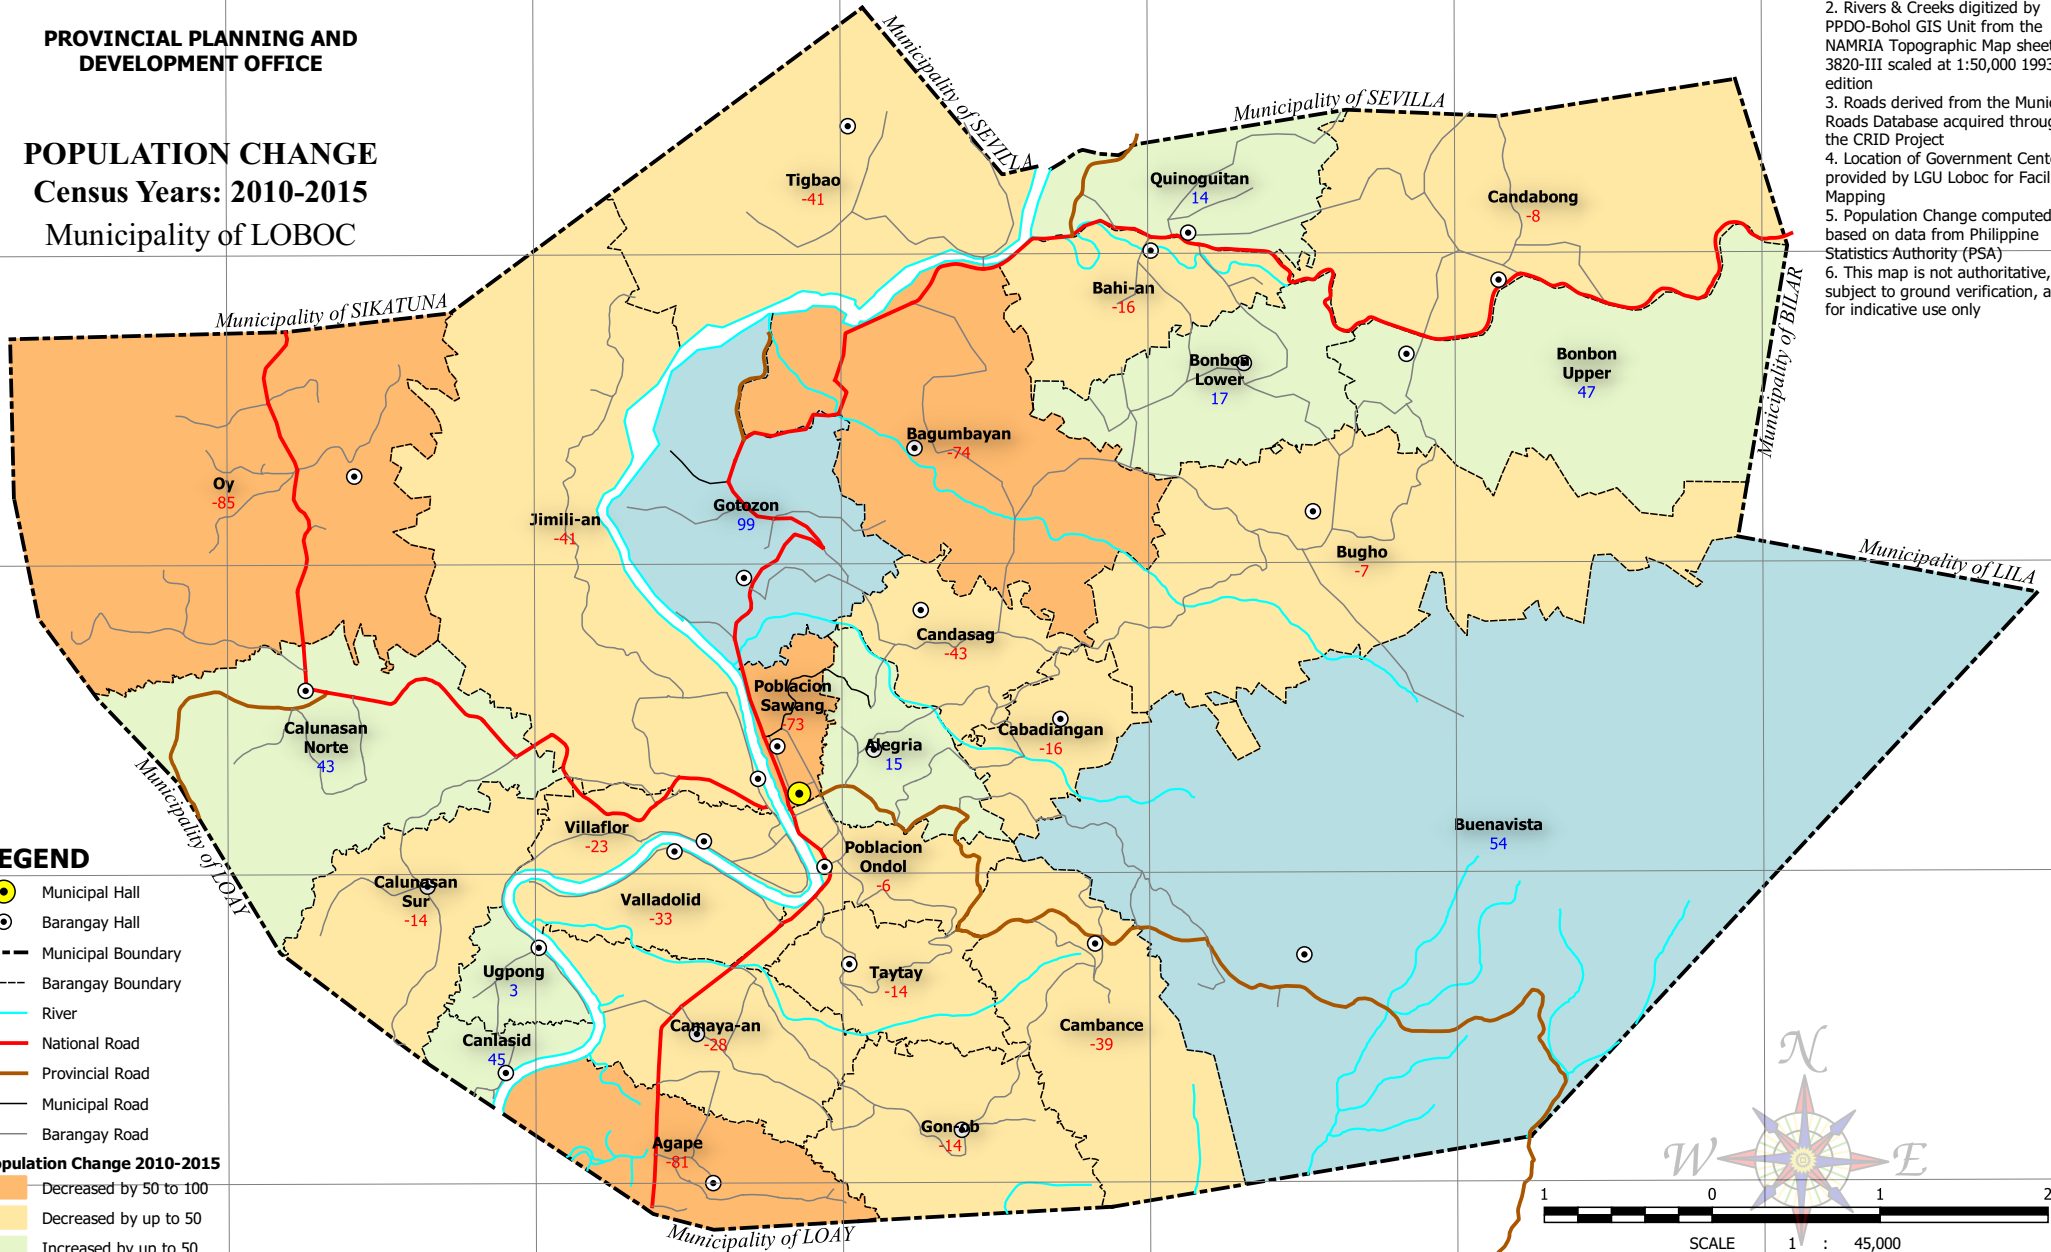 PROVINCIAL PLANNING AND
DEVELOPMENT OFFICE
POPULATION CHANGE
Census Years: 2010-2015
Municipality of LOBOC
2. Rivers & Creeks digitized by
PPDO-Bohol GIS Unit from the
NAMRIA Topographic Map sheet
3820-III scaled at 1:50,000 1993
edition
3. Roads derived from the Munic
Roads Database acquired throug
the CRID Project
4. Location of Government Cente
provided by LGU Loboc for Facil
Mapping
5. Population Change computed
based on data from Philippine
Statistics Authority (PSA)
6. This map is not authoritative,
subject to ground verification, a
for indicative use only
Municipality of SEVILLA
Municipality of SEVILLA
Municipality of SIKATUNA
Municipality of BILAR
Municipality of LILA
Municipality of LOAY
Municipality of LOAY
Tigbao
-41
Quinoguitan
14
Candabong
-8
Bahi-an
-16
Bonbon
Lower
17
Bonbon
Upper
47
Bagumbayan
-74
Oy
-85
Jimili-an
-41
Gotozon
99
Bugho
-7
Candasag
-43
Poblacion
Sawang
-73
Cabadiangan
-16
Alegria
15
Calunasan
Norte
43
Villaflor
-23
Poblacion
Ondol
-6
Buenavista
54
Calunasan
Sur
-14
Valladolid
-33
Ugpong
3
Taytay
-14
Canlasid
45
Camaya-an
-28
Cambance
-39
Agape
-81
Gon-ob
-14
EGEND
Municipal Hall
Barangay Hall
Municipal Boundary
Barangay Boundary
River
National Road
Provincial Road
Municipal Road
Barangay Road
opulation Change 2010-2015
Decreased by 50 to 100
Decreased by up to 50
Increased by up to 50
N
W
E
1 0 1 2
SCALE 1 : 45,000